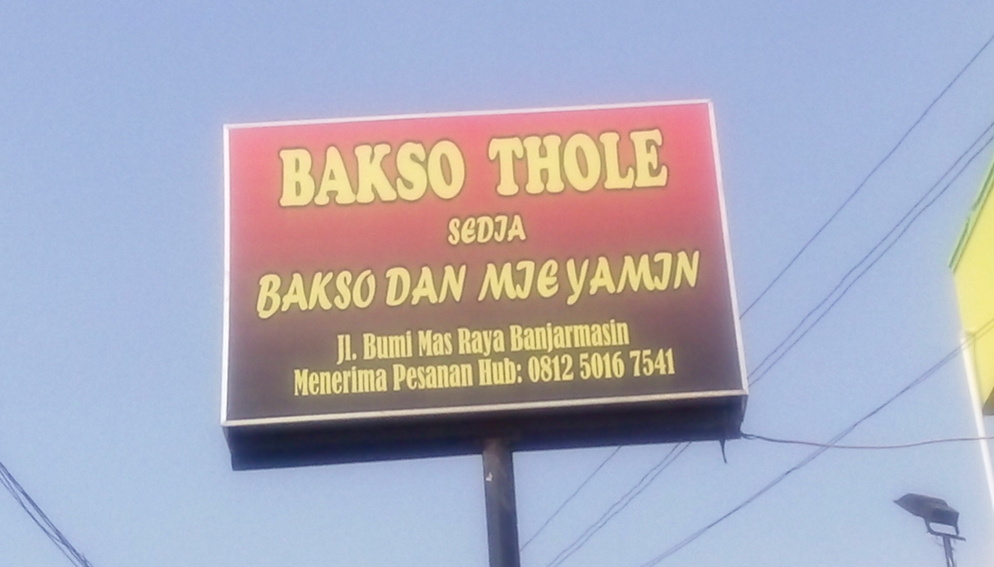 BAKSO THOLE
SEDIA
BAKSO DAN MIE YAMIN
Jl. Bumi Mas Raya Banjarmasin
Menerima Pesanan Hub: 0812 5016 7541